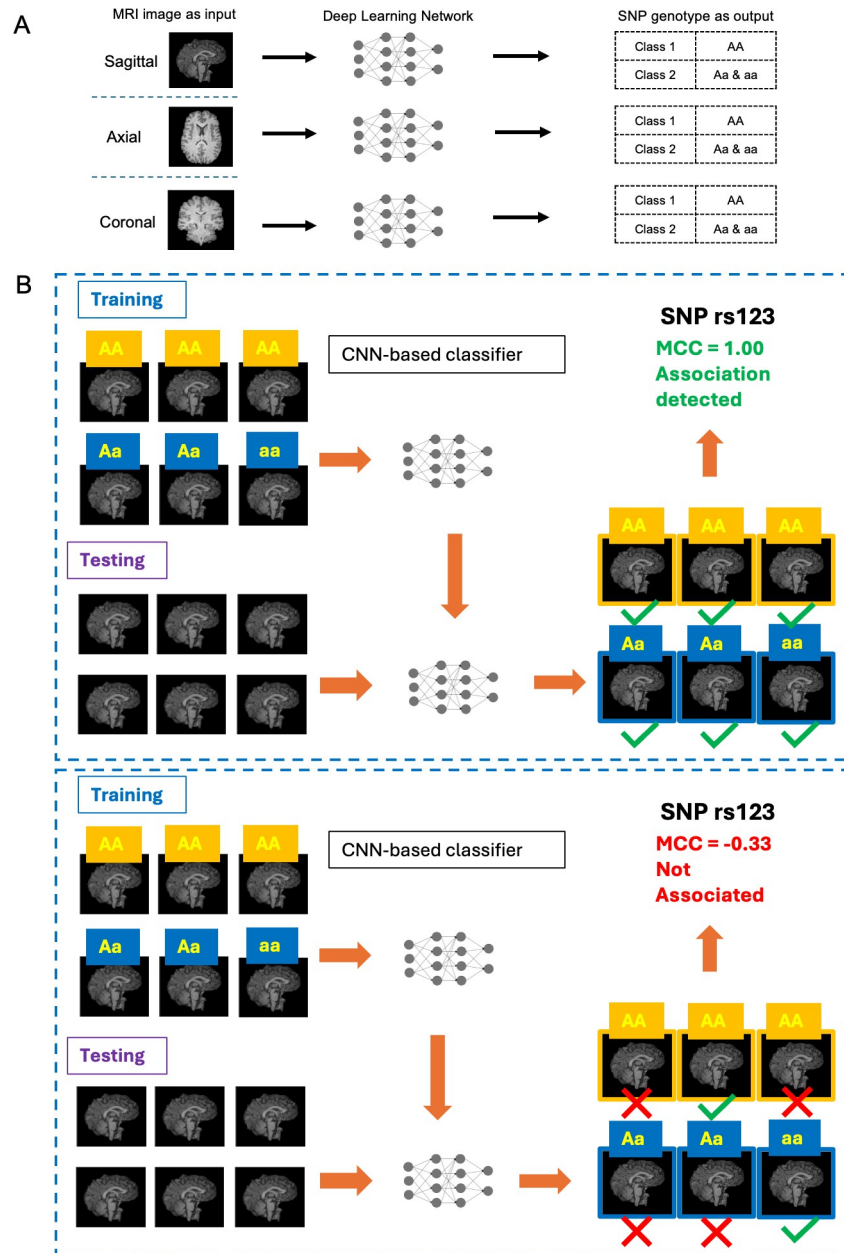 A
MRI image as input
Deep Learning Network
SNP genotype as output
Sagittal
Class 1
AA
Class 2
Aa & aa
Axial
Class 1
AA
Class 2
Aa & aa
Coronal
Class 1
AA
Class 2
Aa & aa
B
Training
AA
AA
AA
CNN-based classifier
Aa
Aa
aa
Testing
SNP rs123
MCC = 1.00
Association
detected
AA
AA
AA
Aa
Aa
aa
Training
AA
AA
AA
CNN-based classifier
Aa
Aa
aa
Testing
SNP rs123
MCC = -0.33
Not
Associated
AA
AA
AA
Aa
Aa
aa